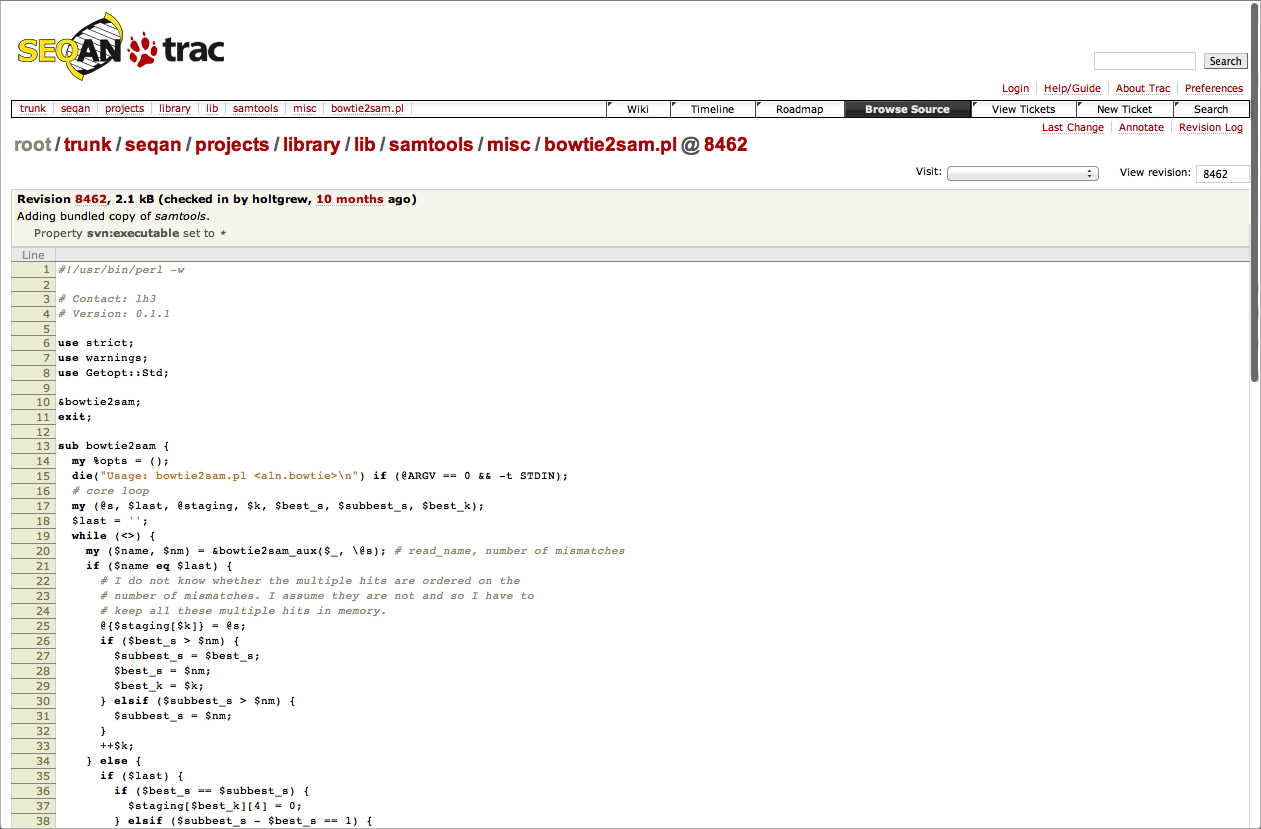 SEQAN trac
Search
Login Help/Guide About Trac Preferences
trunk seqan projects library lib samtools misc bowtie2sam.pl Wiki Timeline Roadmap Browse Source View Tickets New Ticket Search
Last Change Annotate Revision Log
root/trunk/seqan/projects/library/lib/samtools/misc/bowtie2sam.pl @ 8462
Visit: View revision: 8462
Revision 8462, 2.1 kB (checked in by holtgrew, 10 months ago)
Adding bundled copy of samtools.
Property svn:executable set to *
Line
1 #!/usr/bin/perl -w
2
3 # Contact: lh3
4 # Version: 0.1.1
5
6 use strict;
7 use warnings;
8 use Getopt::Std;
9
10 &bowtie2sam;
11 exit;
12
13 sub bowtie2sam {
14 my %opts = ();
15 die("Usage: bowtie2sam.pl <aln.bowtie>\n") if (@ARGV == 0 && -t STDIN);
16 # core loop
17 my (@s, $last, @staging, $k, $best_s, $subbest_s, $best_k);
18 $last = '';
19 while (<>) {
20 my ($name, $nm) = &bowtie2sam_aux($_, \@s); # read_name, number of mismatches
21 if ($name eq $last) {
22 # I do not know whether the multiple hits are ordered on the
23 # number of mismatches. I assume they are not and so I have to
24 # keep all these multiple hits in memory.
25 @{$staging[$k]} = @s;
26 if ($best_s > $nm) {
27 $subbest_s = $best_s;
28 $best_s = $nm;
29 $best_k = $k;
30 } elsif ($subbest_s > $nm) {
31 $subbest_s = $nm;
32 }
33 ++$k;
34 } else {
35 if ($last) {
36 if ($best_s == $subbest_s) {
37 $staging[$best_k][4] = 0;
38 } elsif ($subbest_s - $best_s == 1) {